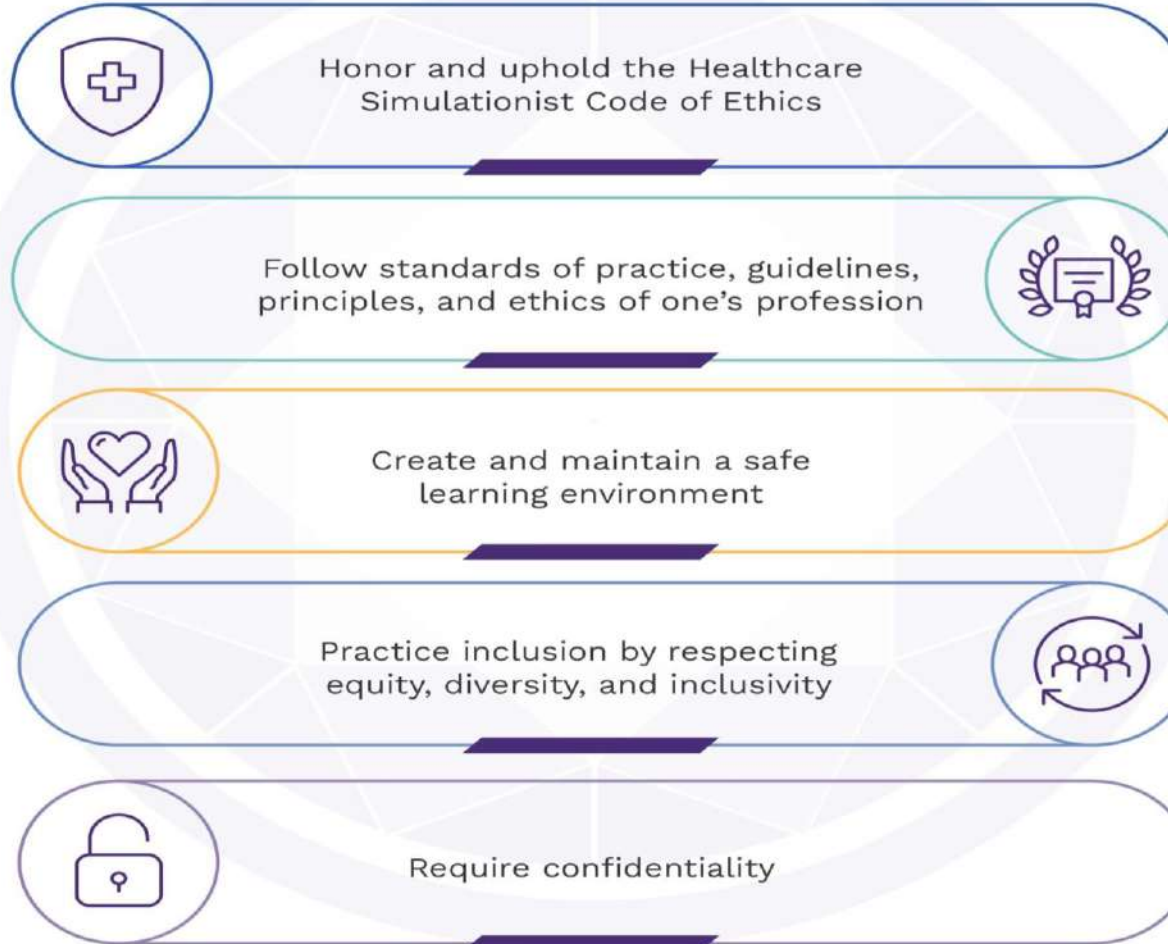 Honor and uphold the Healthcare
Simulationist Code of Ethics
Follow standards of practice, guidelines,
principles, and ethics of one’s profession
Create and maintain a safe
learning environment
Practice inclusion by respecting
equity, diversity, and inclusivity
Require confidentiality